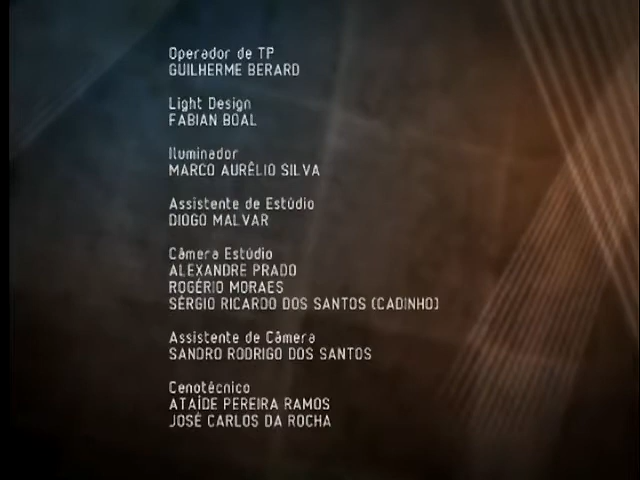 Operador de TP
GUILHERME BERARD
Light Design
FABIAN BOAL
Iluminador
MARCO AURÊLIO SILVA
Assistente de Estúdio
DIOGO MALVAR
Câmera Estúdio
ALEXANDRE PRADO
ROGÉRIO MORAES
SÉRGIO RICARDO DOS SANTOS (CADINHO)
Assistente de Câmera
SANDRO RODRIGO DOS SANTOS
Cenotêcnico
ATAÍDE PEREIRA RAMOS
JOSÉ CARLOS DA ROCHA